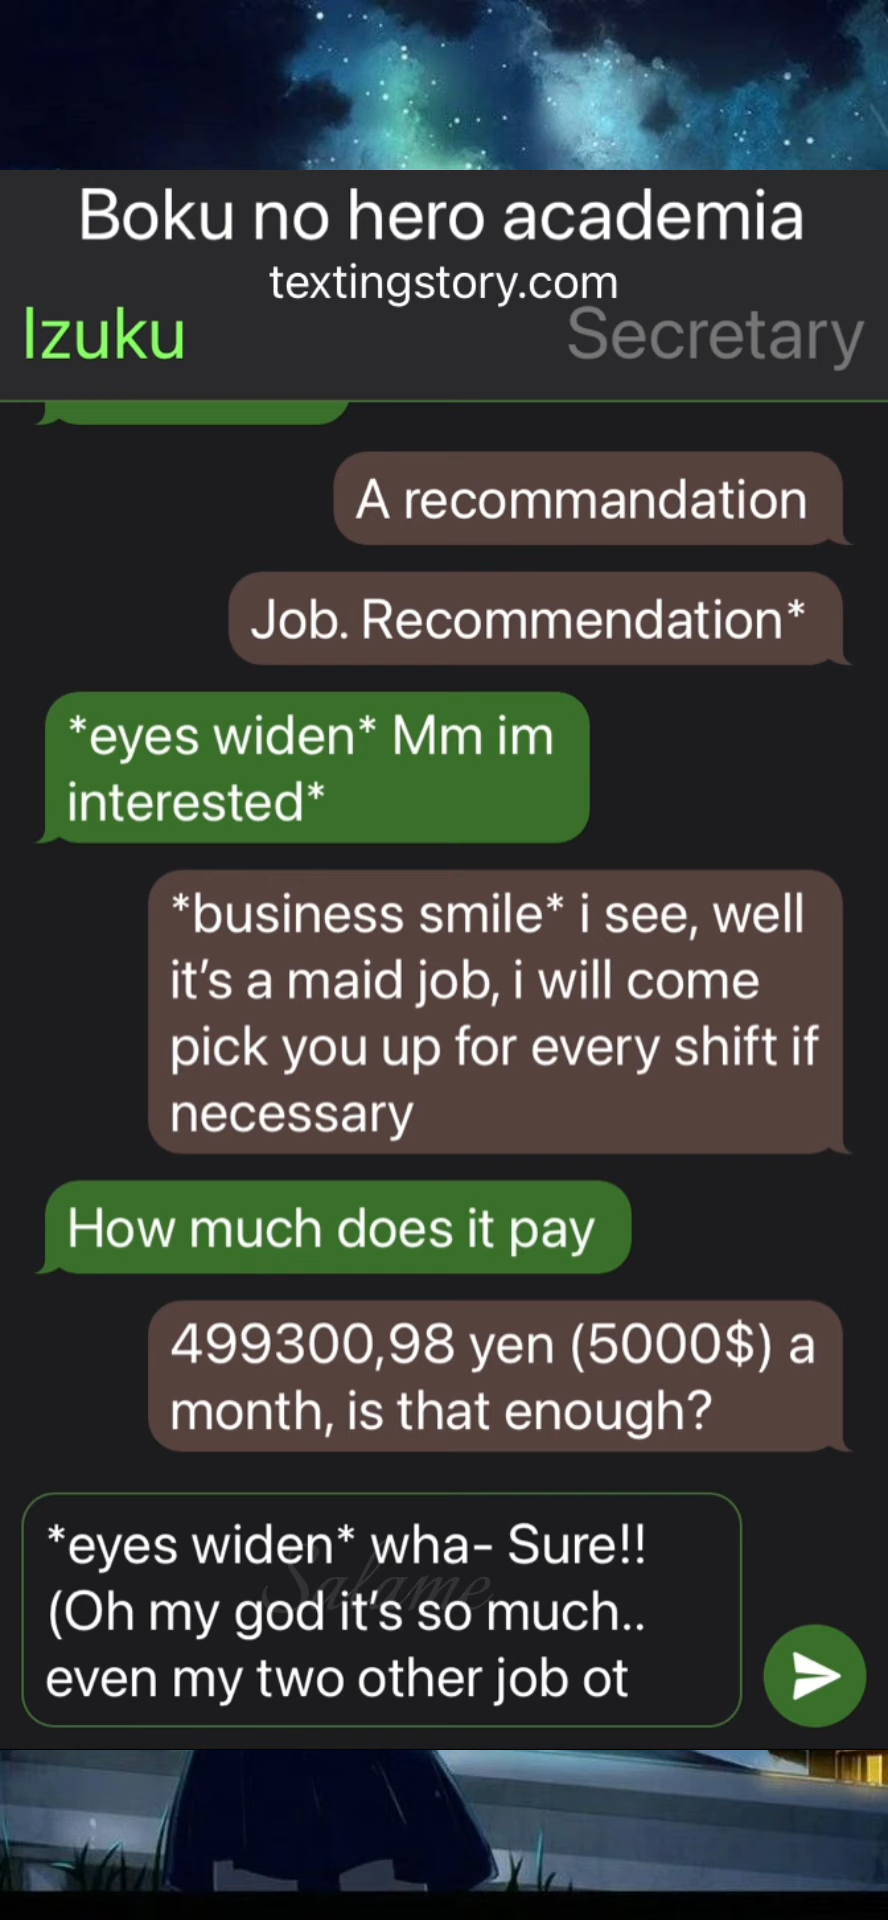 Boku no hero academia
textingstory.com
Izuku
Secretary
A recommandation
Job. Recommendation*
*eyes widen* Mm im
interested*
*business smile* i see, well
it's a maid job, i will come
pick you up for every shift if
necessary
How much does it pay
499300,98 yen (5000$) a
month, is that enough?
*eyes widen* wha- Sure!!
(Oh my god it's so much..
even my two other job ot
Salame